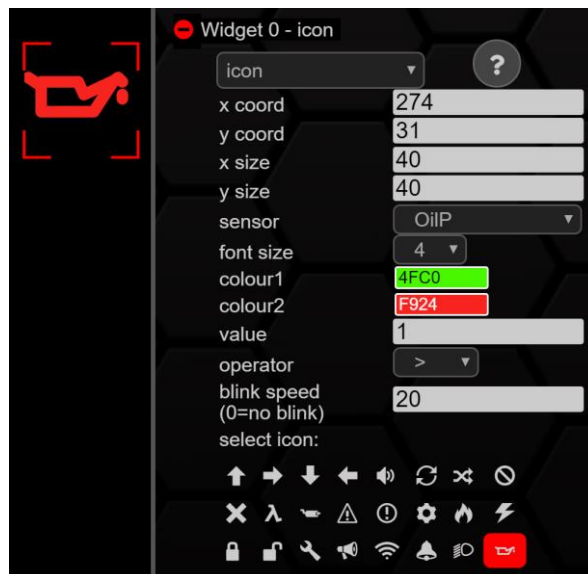 Widget 0 - icon
icon ?
x coord 274
y coord 31
x size 40
y size 40
sensor OilP
font size 4
colour1 4FC0
colour2 F924
value 1
operator >
blink speed
(0=no blink) 20
select icon:
λ